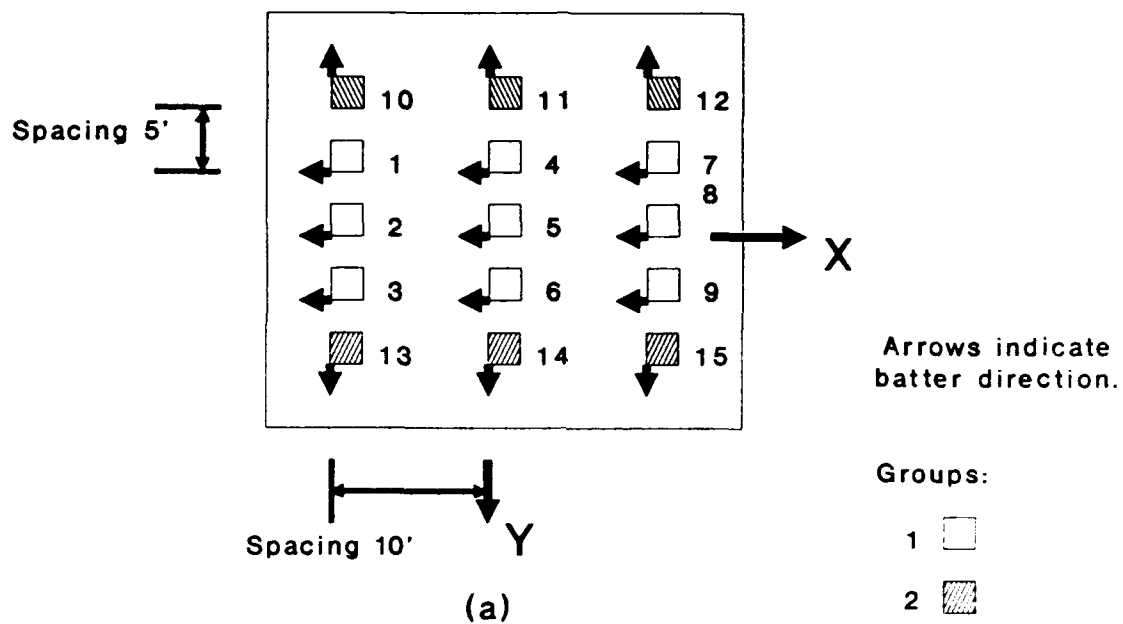 10 11 12
Spacing 5'
1 4 7
8
2 5
X
3 6 9
13 14 15
Arrows indicate
batter direction.
Groups:
Y
Spacing 10'
1
2
(a)